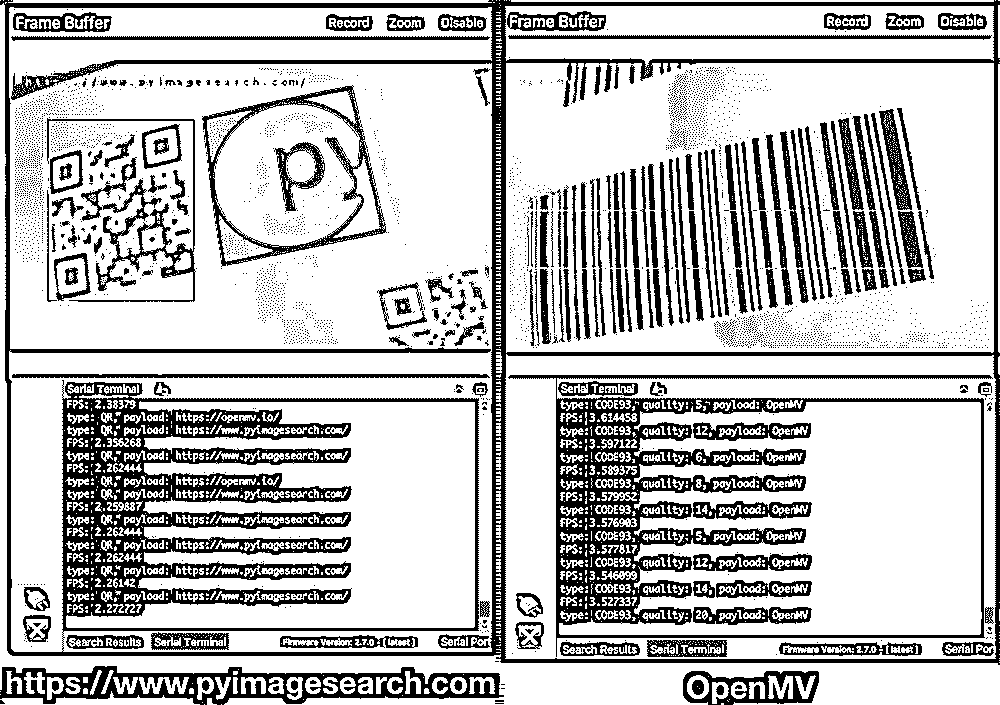 Frame Buffer
Record Zoom Disable
://www.pyimagesearch.com/
py
Serial Terminal
FPS: 2.38379
type: QR, payload: https://openmv.io/
type: QR, payload: https://www.pyimagesearch.com/
FPS: 2.356268
type: QR, payload: https://www.pyimagesearch.com/
FPS: 2.262444
type: QR, payload: https://openmv.io/
type: QR, payload: https://www.pyimagesearch.com/
FPS: 2.259887
type: QR, payload: https://www.pyimagesearch.com/
FPS: 2.262444
type: QR, payload: https://www.pyimagesearch.com/
FPS: 2.262444
type: QR, payload: https://www.pyimagesearch.com/
FPS: 2.26142
type: QR, payload: https://www.pyimagesearch.com/
FPS: 2.272727
Search Results Serial Terminal Firmware Version: 2.7.0 - [ latest ] Serial Port
https://www.pyimagesearch.com
Frame Buffer
Record Zoom Disable
Serial Terminal
type: CODE93, quality: 5, payload: OpenMV
FPS: 3.614458
type: CODE93, quality: 12, payload: OpenMV
FPS: 3.597122
type: CODE93, quality: 6, payload: OpenMV
FPS: 3.589375
type: CODE93, quality: 8, payload: OpenMV
FPS: 3.579952
type: CODE93, quality: 14, payload: OpenMV
FPS: 3.576903
type: CODE93, quality: 5, payload: OpenMV
FPS: 3.577817
type: CODE93, quality: 12, payload: OpenMV
FPS: 3.546099
type: CODE93, quality: 14, payload: OpenMV
FPS: 3.527337
type: CODE93, quality: 20, payload: OpenMV
Search Results Serial Terminal Firmware Version: 2.7.0 - [ latest ] Serial Por
OpenMV